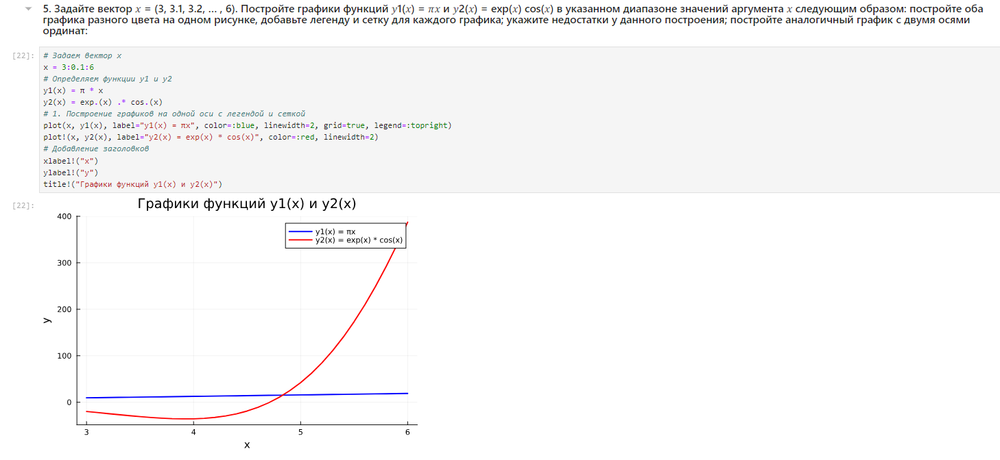 5. Задайте вектор x = (3, 3.1, 3.2, … , 6). Постройте графики функций y1(x) = πx и y2(x) = exp(x) cos(x) в указанном диапазоне значений аргумента x следующим образом: постройте оба
графика разного цвета на одном рисунке, добавьте легенду и сетку для каждого графика; укажите недостатки у данного построения; постройте аналогичный график с двумя осями
ординат:
[22]:
# Задаем вектор x
x = 3:0.1:6
# Определяем функции y1 и y2
y1(x) = π * x
y2(x) = exp.(x) .* cos.(x)
# 1. Построение графиков на одной оси с легендой и сеткой
plot(x, y1(x), label="y1(x) = πx", color=:blue, linewidth=2, grid=true, legend=:topright)
plot!(x, y2(x), label="y2(x) = exp(x) * cos(x)", color=:red, linewidth=2)
# Добавление заголовков
xlabel!("x")
ylabel!("y")
title!("Графики функций y1(x) и y2(x)")
[22]:
Графики функций y1(x) и y2(x)
y1(x) = πx
y2(x) = exp(x) * cos(x)
400
300
200
100
0
y
3 4 5 6
x